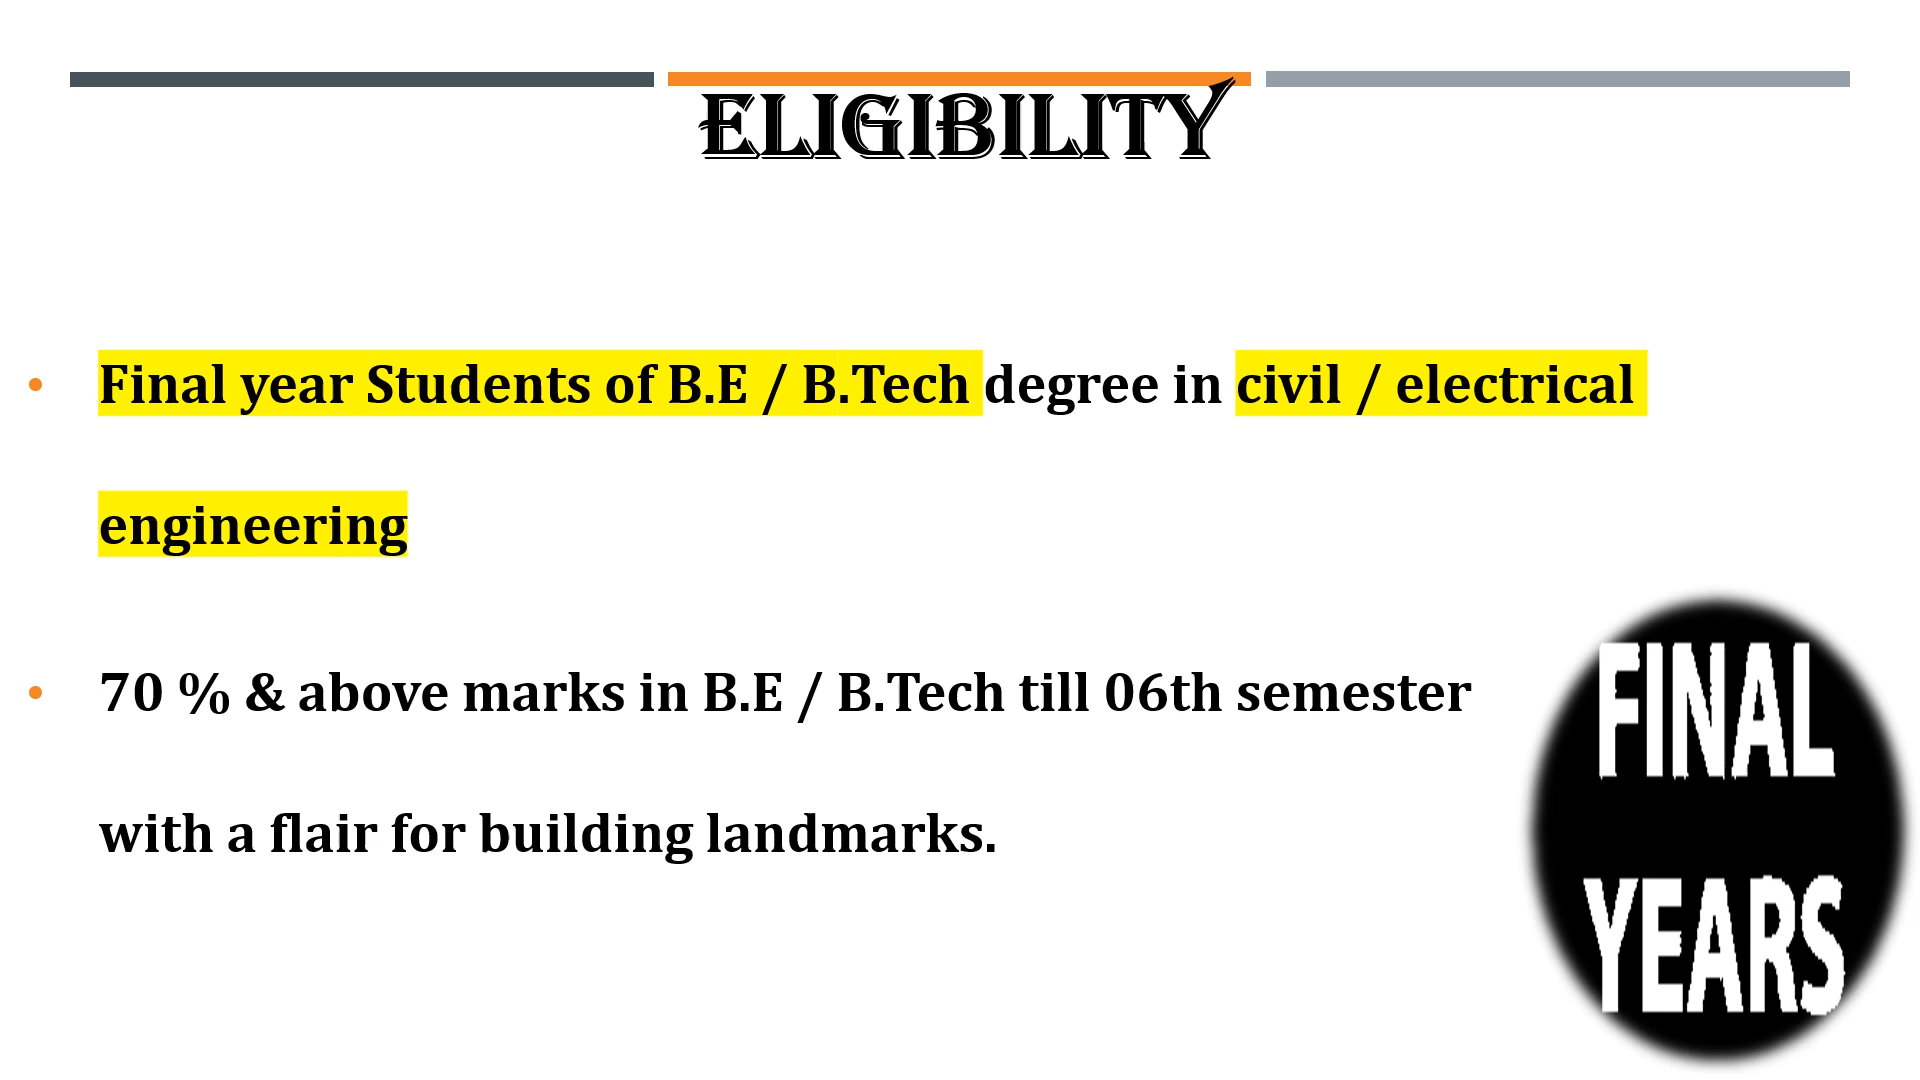 ELIGIBILITY
• Final year Students of B.E / B.Tech degree in civil / electrical
engineering
• 70 % & above marks in B.E / B.Tech till 06th semester
with a flair for building landmarks.
FINAL
YEARS